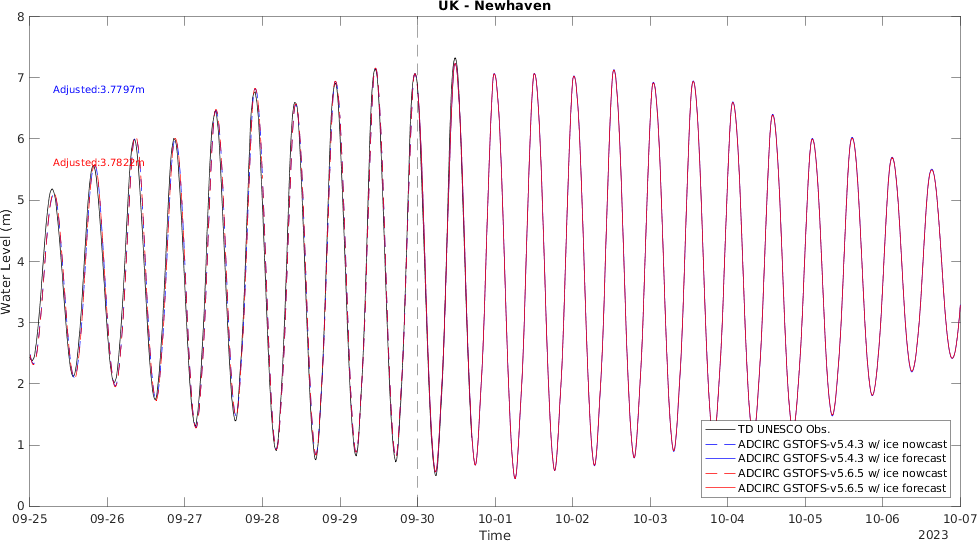 UK - Newhaven
8
7
6
5
4
3
2
1
0
Water Level (m)
Adjusted:3.7797m
Adjusted:3.7822m
TD UNESCO Obs.
ADCIRC GSTOFS-v5.4.3 w/ ice nowcast
ADCIRC GSTOFS-v5.4.3 w/ ice forecast
ADCIRC GSTOFS-v5.6.5 w/ ice nowcast
ADCIRC GSTOFS-v5.6.5 w/ ice forecast
09-25 09-26 09-27 09-28 09-29 09-30 10-01 10-02 10-03 10-04 10-05 10-06 10-07
Time
2023